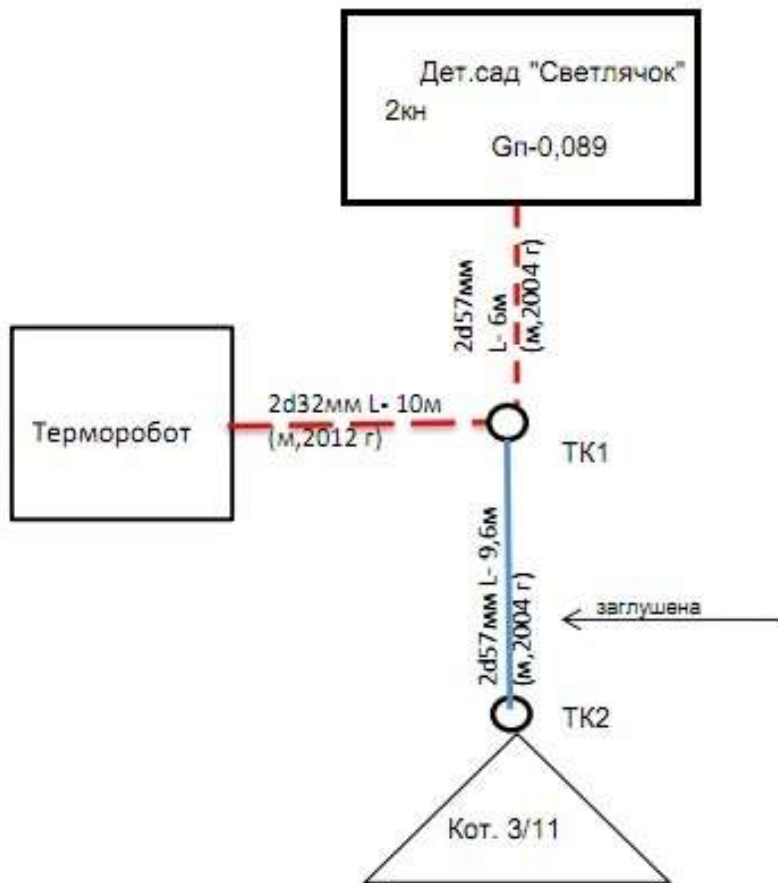 Дет.сад "Светлячок"
2кн
Gп-0,089
2d57мм
L- 6м
(м,2004 г)
2d32мм L- 10м
(м,2012 г)
Терморобот
ТК1
2d57мм L- 9,6м
(м,2004 г)
заглушена
ТК2
Кот. 3/11